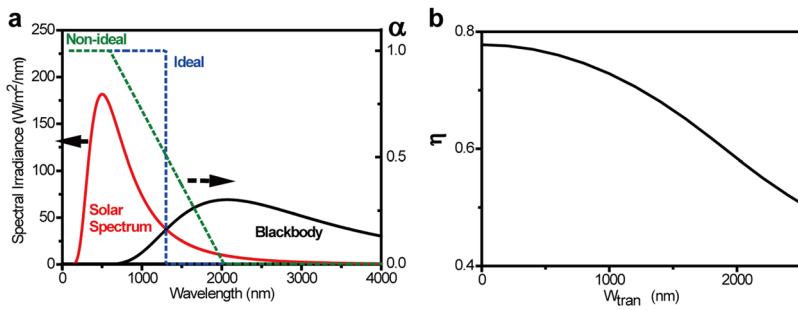 a
α
250
200
150
100
50
0
Spectral Irradiance (W/m²/nm)
Non-ideal
Ideal
Solar
Spectrum
Blackbody
1.0
0.5
0.0
0 1000 2000 3000 4000
Wavelength (nm)
b
0.8
0.6
0.4
η
0 1000 2000
W_tran (nm)